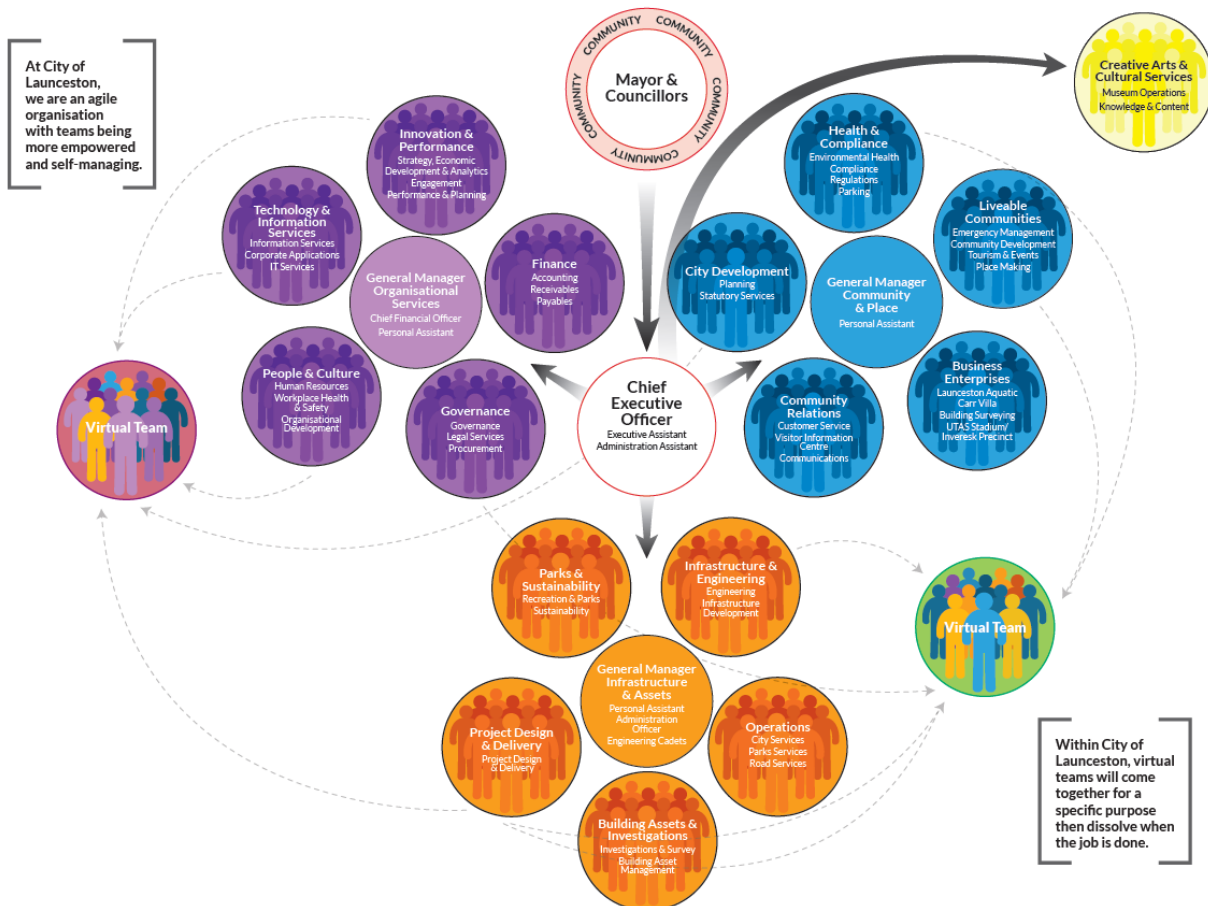 At City of
Launceston,
we are an agile
organisation
with teams being
more empowered
and self-managing.
COMMUNITY COMMUNITY COMMUNITY COMMUNITY COMMUNITY COMMUNITY
Mayor &
Councillors
Creative Arts &
Cultural Services
Museum Operations
Knowledge & Content
Innovation &
Performance
Strategy, Economic
Development & Analytics
Engagement
Performance & Planning
Technology &
Information
Services
Information Services
Corporate Applications
IT Services
General Manager
Organisational
Services
Chief Financial Officer
Personal Assistant
Finance
Accounting
Receivables
Payables
People & Culture
Human Resources
Workplace Health
& Safety
Organisational
Development
Governance
Governance
Legal Services
Procurement
Virtual Team
Health &
Compliance
Environmental Health
Compliance
Regulations
Parking
Liveable
Communities
Emergency Management
Community Development
Tourism & Events
Place Making
City Development
Planning
Statutory Services
General Manager
Community
& Place
Personal Assistant
Business
Enterprises
Launceston Aquatic
Carr Villa
Building Surveying
UTAS Stadium/
Inveresk Precinct
Community
Relations
Customer Service
Visitor Information
Centre
Communications
Chief
Executive
Officer
Executive Assistant
Administration Assistant
Parks &
Sustainability
Recreation & Parks
Sustainability
Infrastructure &
Engineering
Engineering
Infrastructure
Development
General Manager
Infrastructure
& Assets
Personal Assistant
Administration
Officer
Engineering Cadets
Project Design
& Delivery
Project Design
& Delivery
Operations
City Services
Parks Services
Road Services
Building Assets &
Investigations
Investigations & Survey
Building Asset
Management
Virtual Team
Within City of
Launceston, virtual
teams will come
together for a
specific purpose
then dissolve when
the job is done.